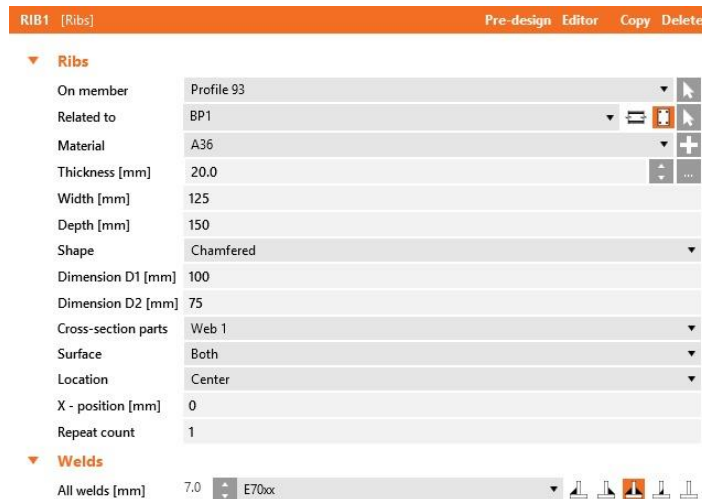 RIB1 [Ribs] Pre-design Editor Copy Delete
Ribs
On member Profile 93
Related to BP1
Material A36
Thickness [mm] 20.0 ...
Width [mm] 125
Depth [mm] 150
Shape Chamfered
Dimension D1 [mm] 100
Dimension D2 [mm] 75
Cross-section parts Web 1
Surface Both
Location Center
X - position [mm] 0
Repeat count 1
Welds
All welds [mm] 7.0 E70xx